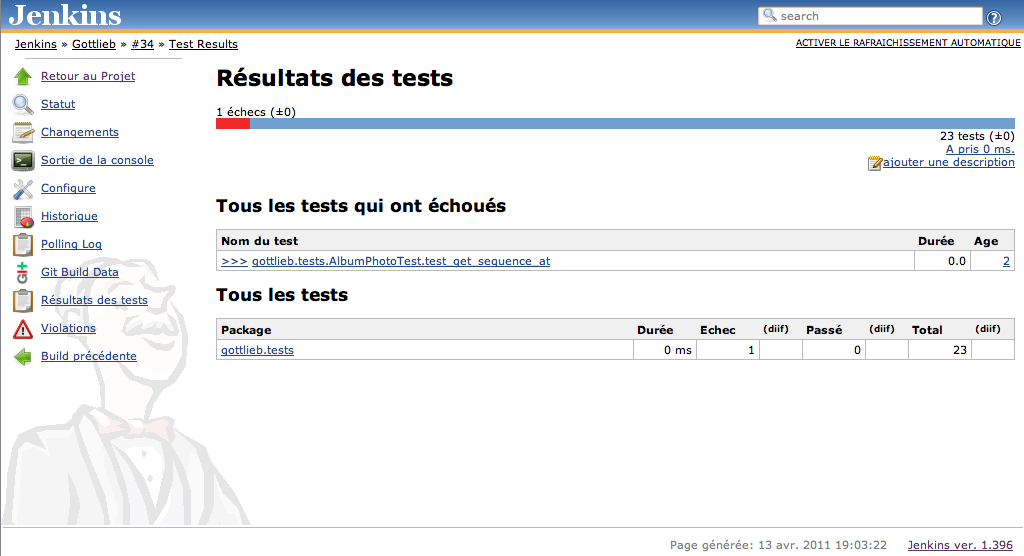 Jenkins
search
?
Jenkins » Gottlieb » #34 » Test Results
ACTIVER LE RAFRAICHISSEMENT AUTOMATIQUE
Retour au Projet
Statut
Changements
Sortie de la console
Configure
Historique
Polling Log
Git Build Data
Résultats des tests
Violations
Build précédente
Résultats des tests
1 échecs (±0)
23 tests (±0)
A pris 0 ms.
ajouter une description
Tous les tests qui ont échoués
Nom du test Durée Age
>>> gottlieb.tests.AlbumPhotoTest.test_get_sequence_at 0.0 2
Tous les tests
Package Durée Echec (diif) Passé (diif) Total (diif)
gottlieb.tests 0 ms 1 0 23
Page générée: 13 avr. 2011 19:03:22 Jenkins ver. 1.396